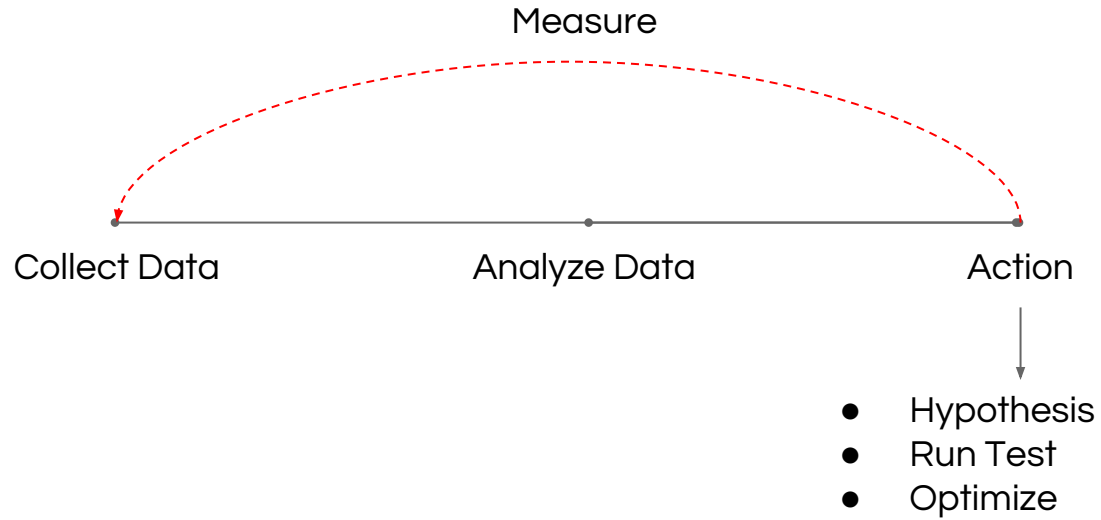 Measure
Collect Data
Analyze Data
Action
● Hypothesis
● Run Test
● Optimize